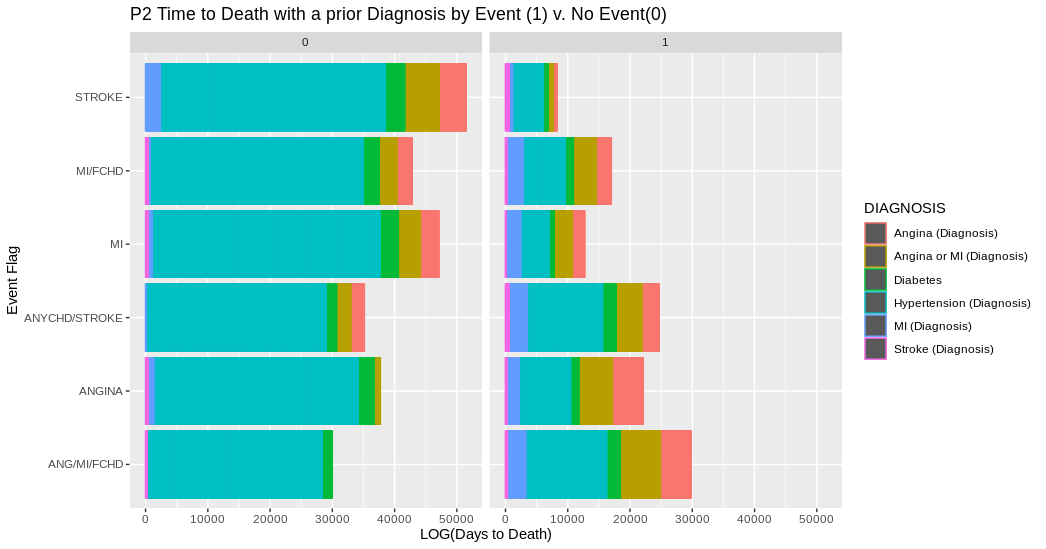 P2 Time to Death with a prior Diagnosis by Event (1) v. No Event(0)
0
1
STROKE
MI/FCHD
MI
ANYCHD/STROKE
ANGINA
ANG/MI/FCHD
Event Flag
0 10000 20000 30000 40000 50000
0 10000 20000 30000 40000 50000
LOG(Days to Death)
DIAGNOSIS
Angina (Diagnosis)
Angina or MI (Diagnosis)
Diabetes
Hypertension (Diagnosis)
MI (Diagnosis)
Stroke (Diagnosis)